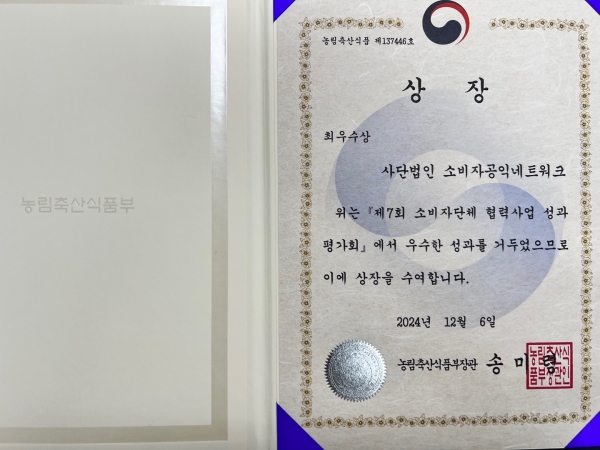 농림축산식품부
농림축산식품 제137446호
상 장
최우수상
사단법인 소비자공익네트워크
위는 『제7회 소비자단체 협력사업 성과
평가회』에서 우수한 성과를 거두었으므로
이에 상장을 수여합니다.
2024년 12월 6일
농림축산식품부장관 송 미 령
농림축산식
품부장관인